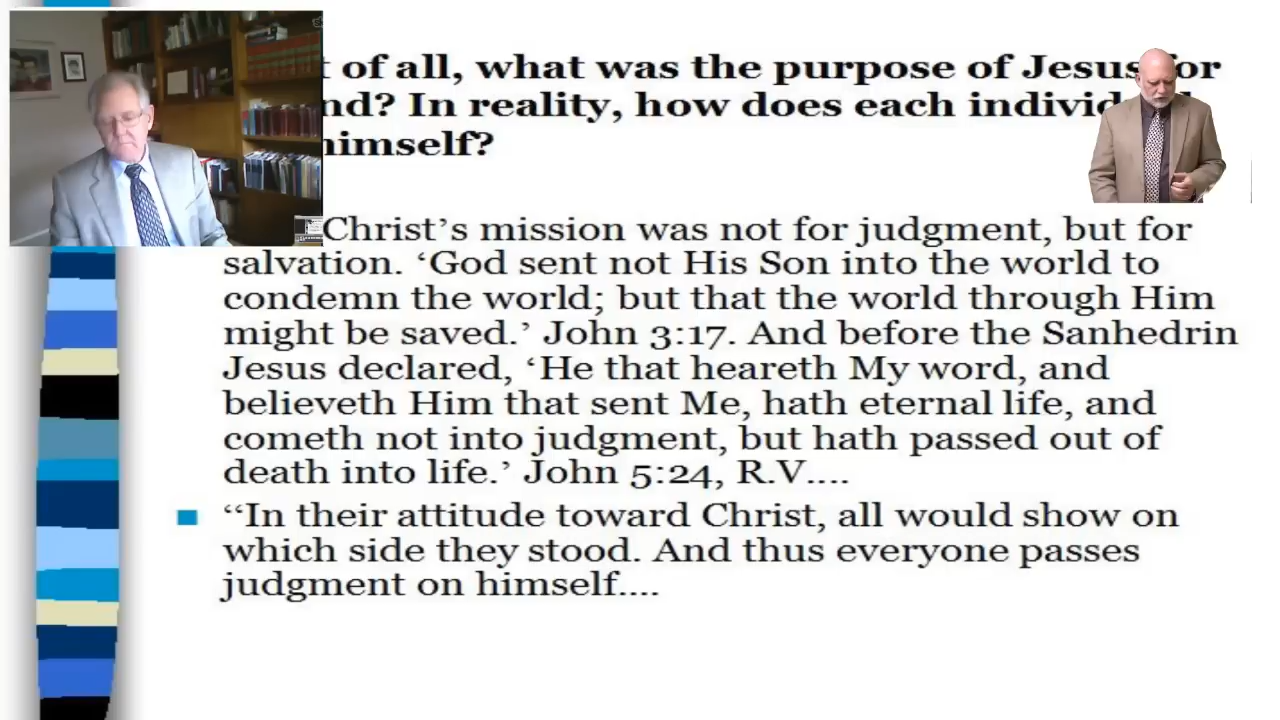 of all, what was the purpose of Jesus for
nd? In reality, how does each
himself?
Christ’s mission was not for judgment, but for
salvation. ‘God sent not His Son into the world to
condemn the world; but that the world through Him
might be saved.’ John 3:17. And before the Sanhedrin
Jesus declared, ‘He that heareth My word, and
believeth Him that sent Me, hath eternal life, and
cometh not into judgment, but hath passed out of
death into life.’ John 5:24, R.V....
“In their attitude toward Christ, all would show on
which side they stood. And thus everyone passes
judgment on himself....